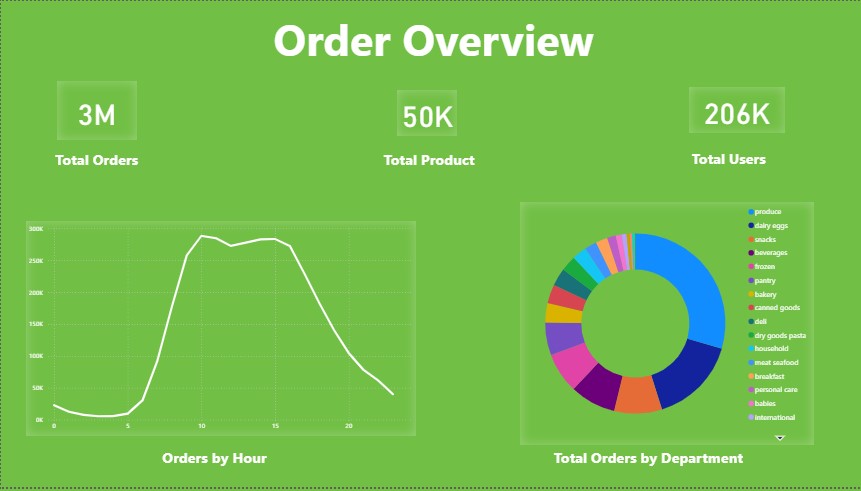 Order Overview
3M
Total Orders
50K
Total Product
206K
Total Users
300K
250K
200K
150K
100K
50K
0K
0 5 10 15 20
Orders by Hour
produce
dairy eggs
snacks
beverages
frozen
pantry
bakery
canned goods
deli
dry goods pasta
household
meat seafood
breakfast
personal care
babies
international
Total Orders by Department